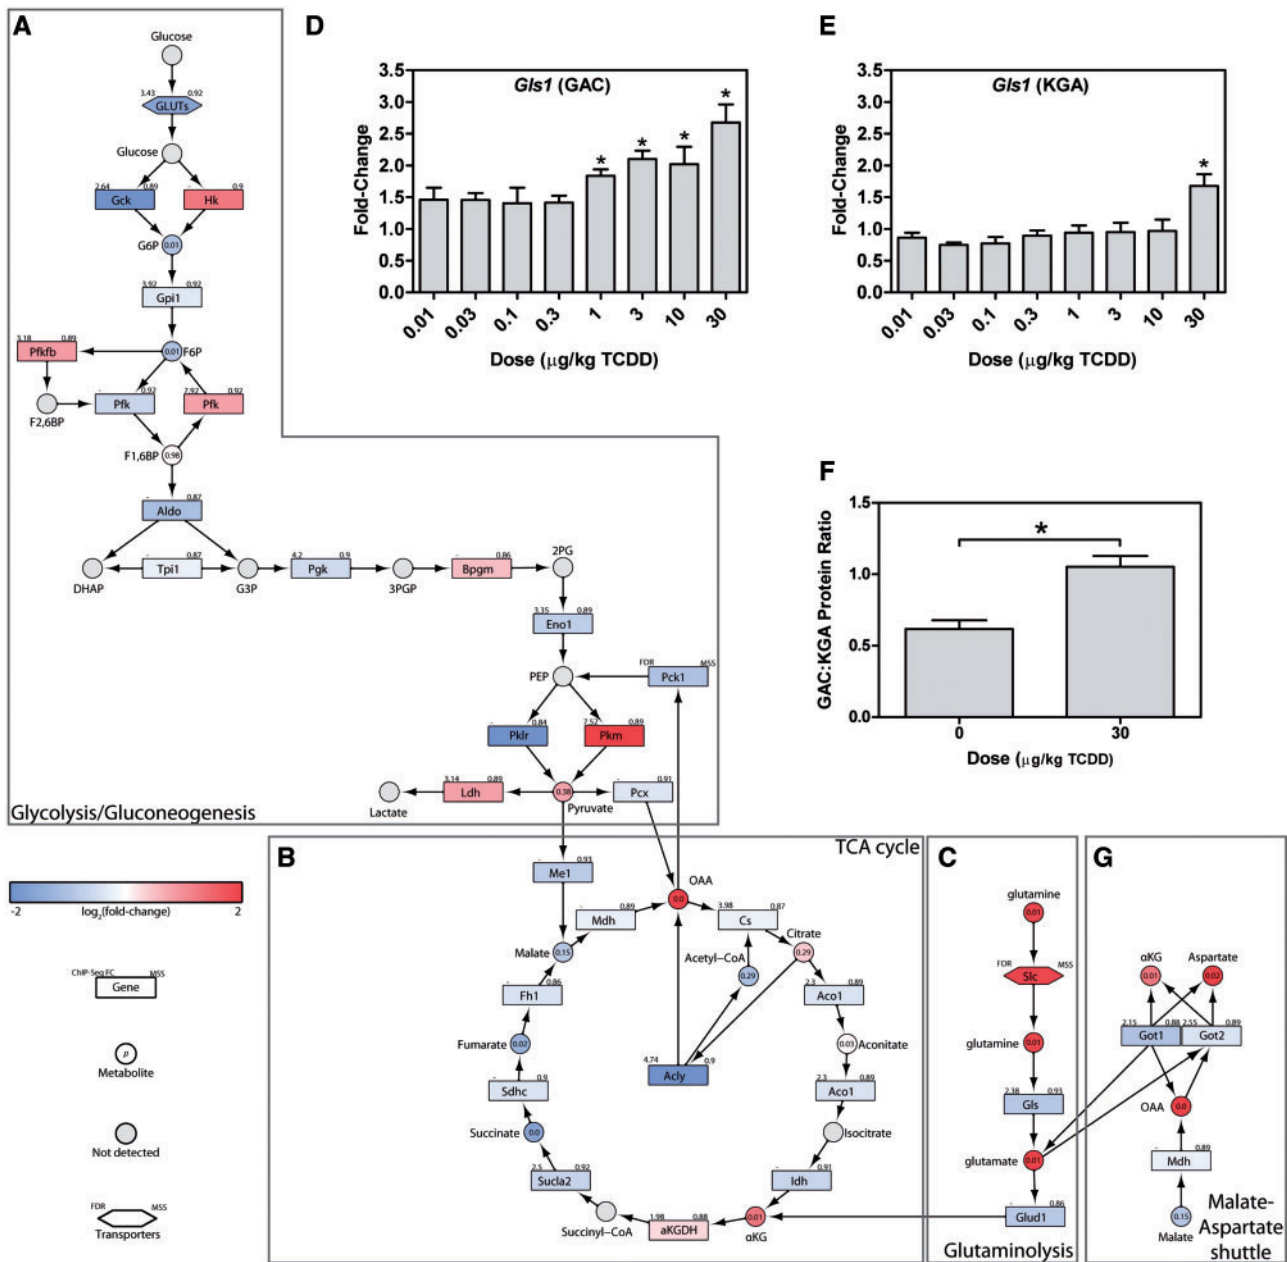 A
Glucose
3.43 0.92
GLUTs
Glucose
2.64 0.89
Gck
- 0.9
Hk
G6P 0.01
3.92 0.92
Gpi1
3.18 0.89
Pfkfb
0.01 F6P
F2,6BP
- 0.92
Pfk
7.92 0.92
Pfk
F1,6BP 0.98
- 0.87
Aldo
DHAP
- 0.87
Tpi1
G3P
4.2 0.9
Pgk
3PGP
- 0.86
Bpgm
2PG
3.35 0.89
Eno1
PEP
FDR MSS
Pck1
- 0.84
Pklr
7.52 0.89
Pkm
Lactate
3.14 0.89
Ldh
0.38
Pyruvate
- 0.91
Pcx
Glycolysis/Gluconeogenesis
D
Gls1 (GAC)
Fold-Change
3.5
3.0
2.5
2.0
1.5
1.0
0.5
0.0
* * * *
0.01 0.03 0.1 0.3 1 3 10 30
Dose (μg/kg TCDD)
E
Gls1 (KGA)
Fold-Change
3.5
3.0
2.5
2.0
1.5
1.0
0.5
0.0
*
0.01 0.03 0.1 0.3 1 3 10 30
Dose (μg/kg TCDD)
F
GAC:KGA Protein Ratio
1.5
1.0
0.5
0.0
*
0 30
Dose (μg/kg TCDD)
-2 log2(fold-change) 2
ChIP-Seq FC MSS
Gene
p
Metabolite
Not detected
FDR MSS
Transporters
B
TCA cycle
- 0.93
Me1
- 0.89
Mdh
OAA
0.0
3.98 0.87
Cs
Malate 0.15
Acetyl-CoA
0.29
Citrate
0.29
- 0.86
Fh1
2.3 0.89
Aco1
Fumarate 0.02
0.03 Aconitate
4.74 0.9
Acly
- 0.9
Sdhc
2.3 0.89
Aco1
Succinate 0.0
Isocitrate
2.5 0.92
Sucla2
- 0.91
Idh
Succinyl-CoA
1.98 0.88
aKGDH
0.01
αKG
C
glutamine
0.01
FDR MSS
Slc
glutamine 0.01
2.38 0.93
Gls
glutamate 0.01
- 0.86
Glud1
Glutaminolysis
G
αKG Aspartate
0.01 0.02
2.15 0.88
Got1
2.55 0.89
Got2
OAA 0.0
- 0.89
Mdh
0.15
Malate
Malate-
Aspartate
shuttle